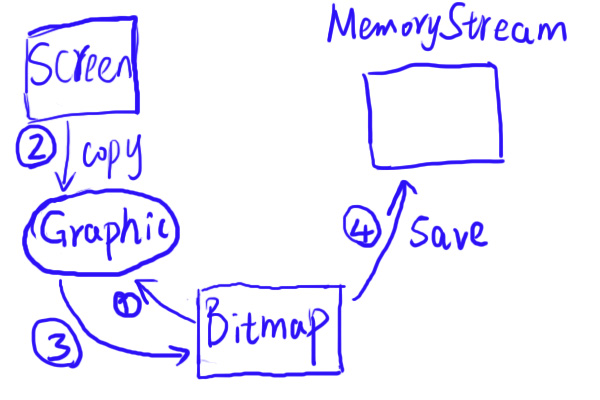 MemoryStream
Screen
② copy
Graphic
④ Save
①
Bitmap
③